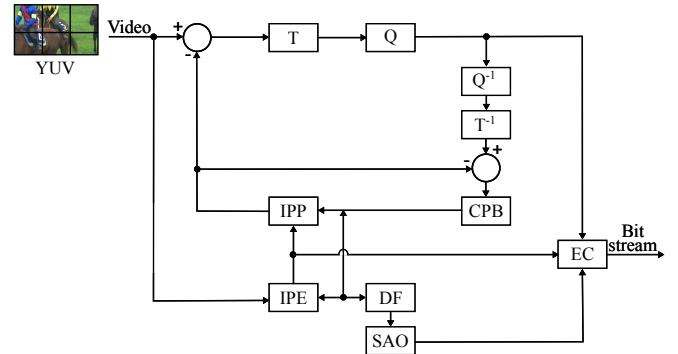 Video
+
-
YUV
T
Q
Q-1
T-1
+
-
IPP
CPB
Bit
stream
EC
IPE
DF
SAO